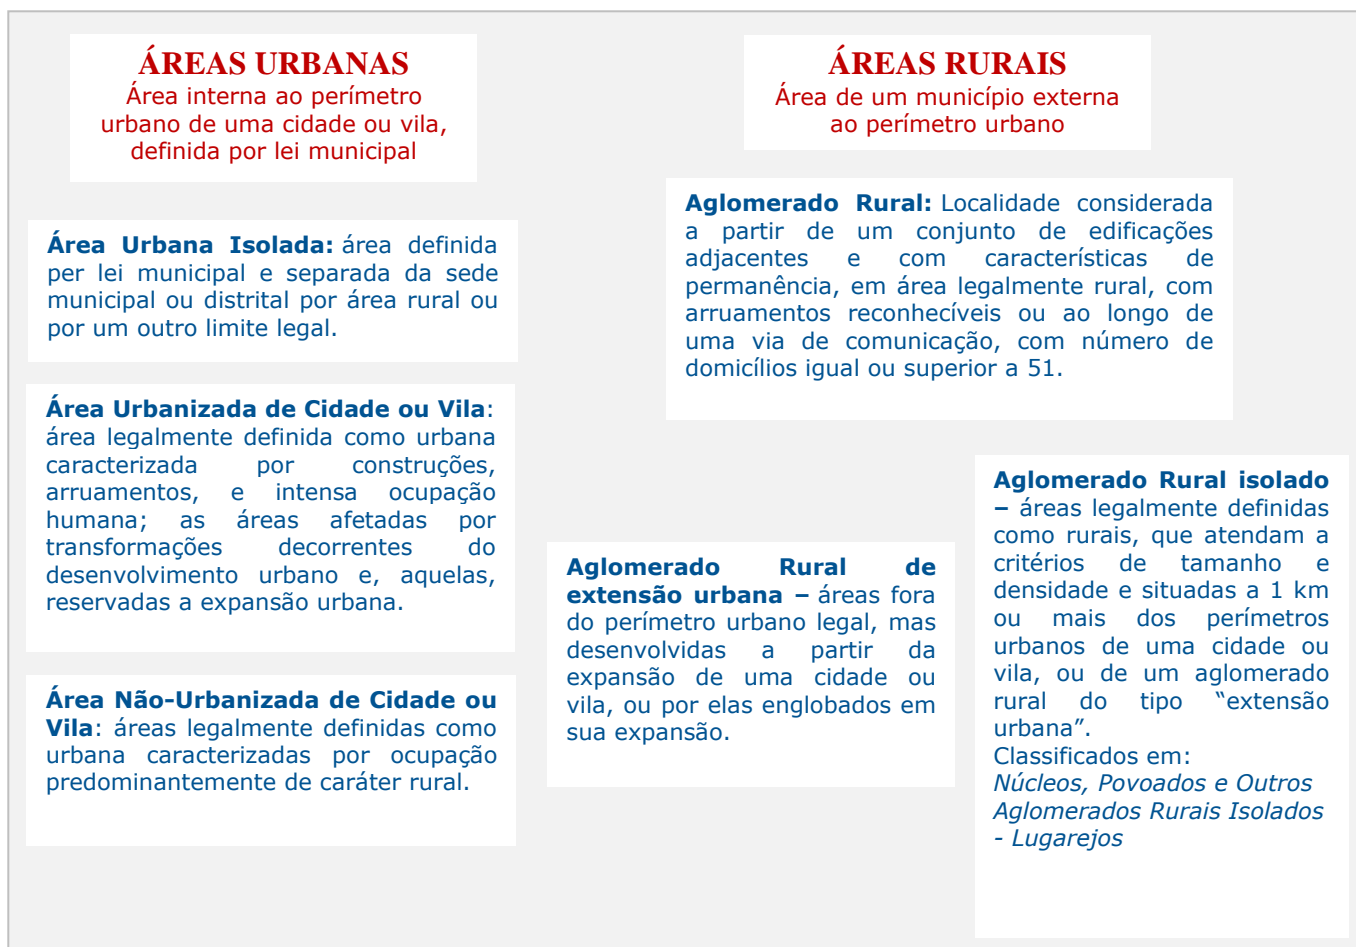 ÁREAS URBANAS
Área interna ao perímetro
urbano de uma cidade ou vila,
definida por lei municipal
Área Urbana Isolada: área definida
per lei municipal e separada da sede
municipal ou distrital por área rural ou
por um outro limite legal.
Área Urbanizada de Cidade ou Vila:
área legalmente definida como urbana
caracterizada por construções,
arruamentos, e intensa ocupação
humana; as áreas afetadas por
transformações decorrentes do
desenvolvimento urbano e, aquelas,
reservadas a expansão urbana.
Área Não-Urbanizada de Cidade ou
Vila: áreas legalmente definidas como
urbana caracterizadas por ocupação
predominantemente de caráter rural.
ÁREAS RURAIS
Área de um município externa
ao perímetro urbano
Aglomerado Rural: Localidade considerada
a partir de um conjunto de edificações
adjacentes e com características de
permanência, em área legalmente rural, com
arruamentos reconhecíveis ou ao longo de
uma via de comunicação, com número de
domicílios igual ou superior a 51.
Aglomerado Rural de
extensão urbana – áreas fora
do perímetro urbano legal, mas
desenvolvidas a partir da
expansão de uma cidade ou
vila, ou por elas englobados em
sua expansão.
Aglomerado Rural isolado
– áreas legalmente definidas
como rurais, que atendam a
critérios de tamanho e
densidade e situadas a 1 km
ou mais dos perímetros
urbanos de uma cidade ou
vila, ou de um aglomerado
rural do tipo “extensão
urbana”.
Classificados em:
Núcleos, Povoados e Outros
Aglomerados Rurais Isolados
- Lugarejos